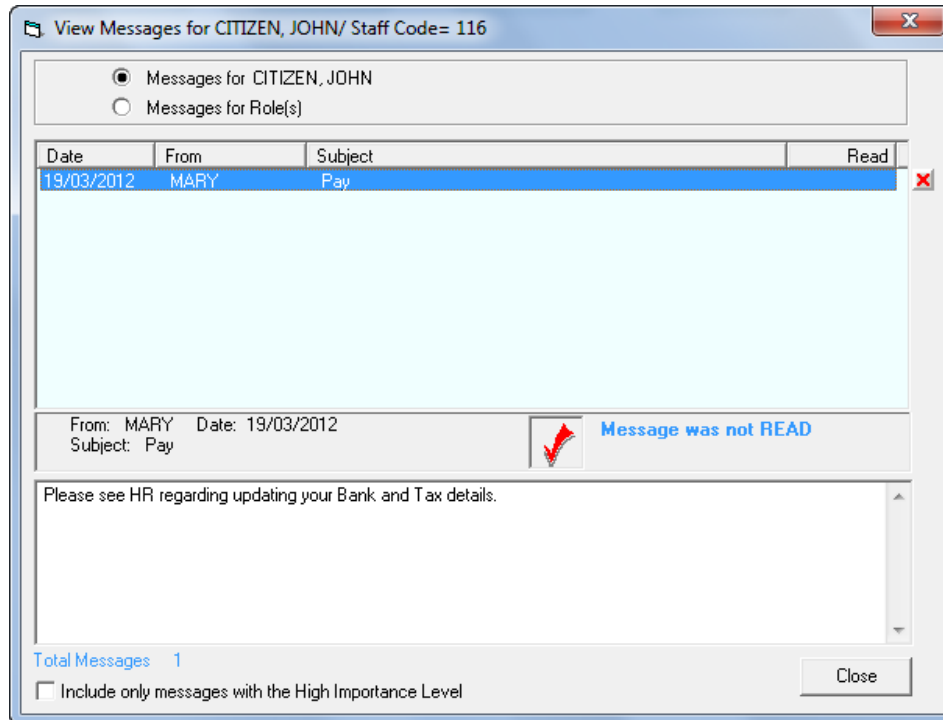 View Messages for CITIZEN, JOHN/ Staff Code= 116
Messages for CITIZEN, JOHN
Messages for Role(s)
Date From Subject Read
19/03/2012 MARY Pay
From: MARY Date: 19/03/2012
Subject: Pay
Message was not READ
Please see HR regarding updating your Bank and Tax details.
Total Messages 1
Include only messages with the High Importance Level
Close